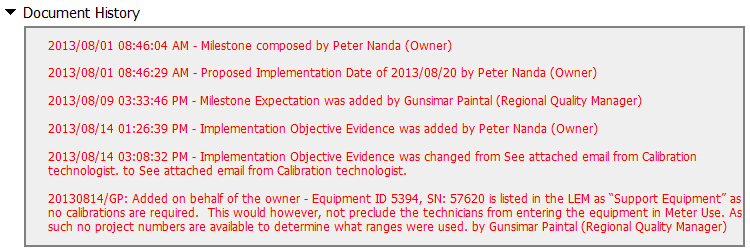 Document History
2013/08/01 08:46:04 AM - Milestone composed by Peter Nanda (Owner)
2013/08/01 08:46:29 AM - Proposed Implementation Date of 2013/08/20 by Peter Nanda (Owner)
2013/08/09 03:33:46 PM - Milestone Expectation was added by Gunsimar Paintal (Regional Quality Manager)
2013/08/14 01:26:39 PM - Implementation Objective Evidence was added by Peter Nanda (Owner)
2013/08/14 03:08:32 PM - Implementation Objective Evidence was changed from See attached email from Calibration
technologist. to See attached email from Calibration technologist.
20130814/GP: Added on behalf of the owner - Equipment ID 5394, SN: 57620 is listed in the LEM as “Support Equipment” as
no calibrations are required.  This would however, not preclude the technicians from entering the equipment in Meter Use. As
such no project numbers are available to determine what ranges were used. by Gunsimar Paintal (Regional Quality Manager)